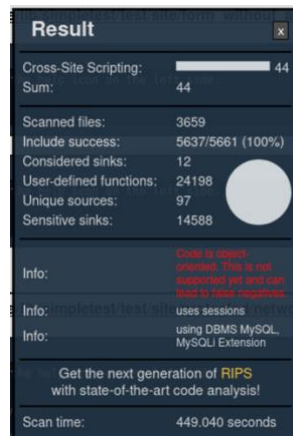 Result
x
Cross-Site Scripting: 44
Sum: 44
Scanned files: 3659
Include success: 5637/5661 (100%)
Considered sinks: 12
User-defined functions: 24198
Unique sources: 97
Sensitive sinks: 14588
Code is object-
oriented. This is not
Info: supported yet and can
lead to false negatives.
Info: uses sessions
Info: using DBMS MySQL,
MySQLi Extension
Get the next generation of RIPS
with state-of-the-art code analysis!
Scan time: 449.040 seconds